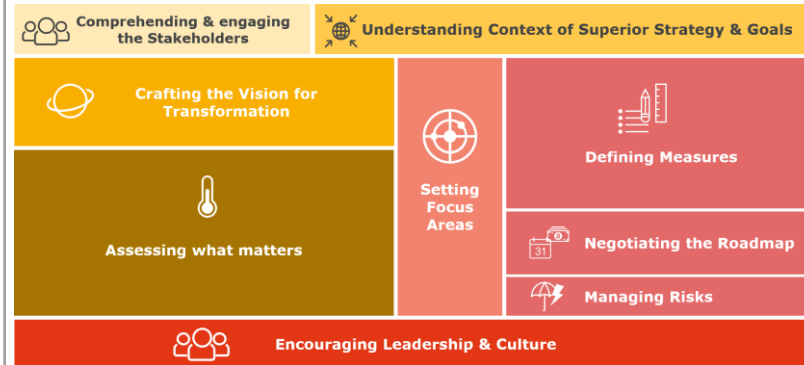 Comprehending & engaging
the Stakeholders
Understanding Context of Superior Strategy & Goals
Crafting the Vision for
Transformation
Assessing what matters
Setting
Focus
Areas
Defining Measures
31
Negotiating the Roadmap
Managing Risks
Encouraging Leadership & Culture